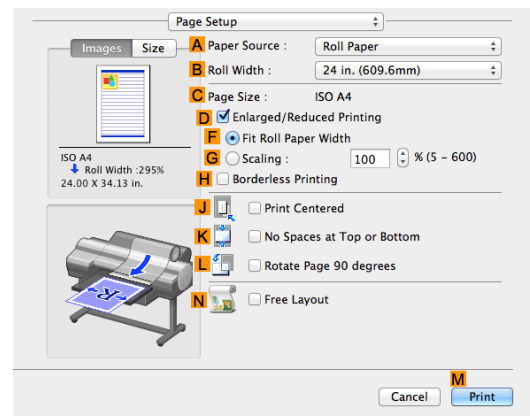 Page Setup
Images Size
A Paper Source : Roll Paper
B Roll Width : 24 in. (609.6mm)
C Page Size : ISO A4
D Enlarged/Reduced Printing
F Fit Roll Paper Width
G Scaling : 100 % (5 - 600)
H Borderless Printing
ISO A4
Roll Width :295%
24.00 X 34.13 in.
J Print Centered
K No Spaces at Top or Bottom
L Rotate Page 90 degrees
N Free Layout
R
M
Cancel Print